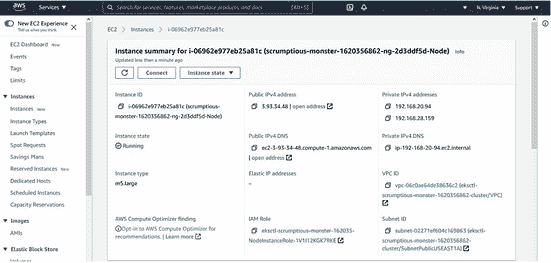 aws
Services
Search for services, features, marketplace products, and docs
[Alt+S]
N. Virginia
Support
New EC2 Experience
EC2 Dashboard New
Events
Tags
Limits
Instances
Instances New
Instance Types
Launch Templates
Spot Requests
Savings Plans
Reserved Instances New
Dedicated Hosts
Scheduled Instances
Capacity Reservations
Images
AMIs
Elastic Block Store
EC2 > Instances > i-06962e977eb25a81c
Instance summary for i-06962e977eb25a81c (scrumptious-monster-1620356862-ng-2d3ddf5d-Node) Info
Updated less than a minute ago
Connect
Instance state
Instance ID
i-06962e977eb25a81c (scrumptious-
monster-1620356862-ng-2d3ddf5d-Node)
Public IPv4 address
3.93.34.48 | open address
Private IPv4 addresses
192.168.20.94
192.168.28.159
Instance state
Running
Public IPv4 DNS
ec2-3-93-34-48.compute-1.amazonaws.com
| open address
Private IPv4 DNS
ip-192-168-20-94.ec2.internal
Instance type
m5.large
Elastic IP addresses
–
VPC ID
vpc-06c0ae64de38636c2 (eksctl-
scrumptious-monster-1620356862-
cluster/VPC)
AWS Compute Optimizer finding
Opt-in to AWS Compute Optimizer for
recommendations. | Learn more
IAM Role
eksctl-scrumptious-monster-162035-
NodeInstanceRole-1V1I12KGK7RKE
Subnet ID
subnet-02271ef604c169863 (eksctl-
scrumptious-monster-1620356862-
cluster/SubnetPublicUSEAST1A)